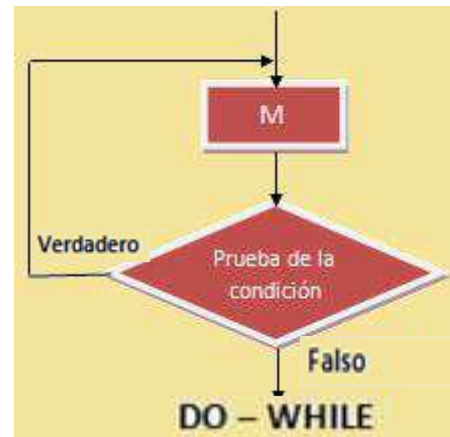 M
Verdadero
Prueba de la
condición
Falso
DO – WHILE